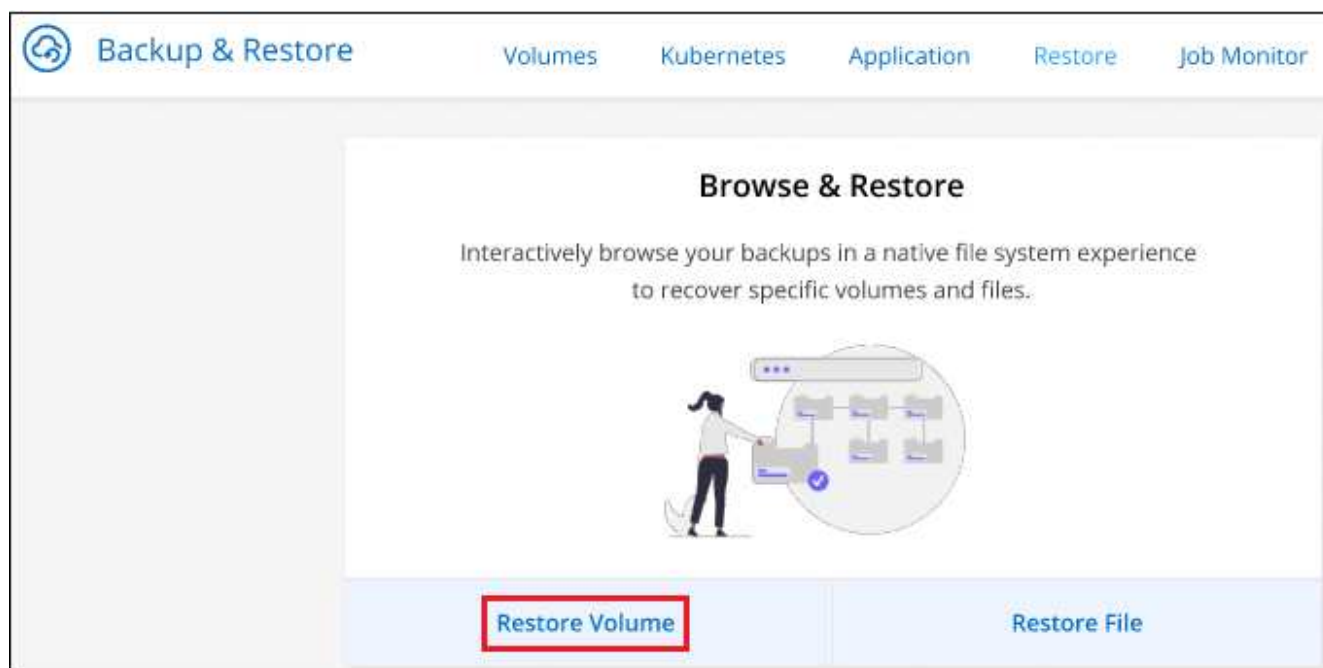 Backup & Restore Volumes Kubernetes Application Restore Job Monitor
Browse & Restore
Interactively browse your backups in a native file system experience
to recover specific volumes and files.
Restore Volume Restore File